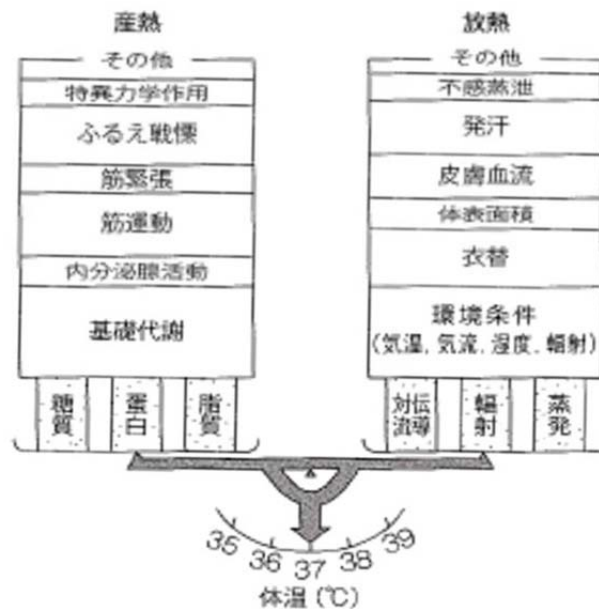 産熱
その他
特異力学作用
ふるえ戦慄
筋緊張
筋運動
内分泌腺活動
基礎代謝
糖質
蛋白
脂質
放熱
その他
不感蒸泄
発汗
皮膚血流
体表面積
衣替
環境条件
(気温, 気流, 湿度, 輻射)
対流
伝導
輻射
蒸発
35 36 37 38 39
体温 (℃)